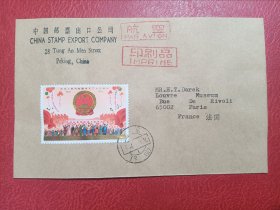 中国邮票出口公司
CHINA STAMP EXPORT COMPANY
28 Tung An Men Street
Peking, China
航空
PAR AVION
印刷品
IMPRIME
MR.H.T.Derek
Louvre Museum
Rue De Rivoli
65002 Paris
France 法国